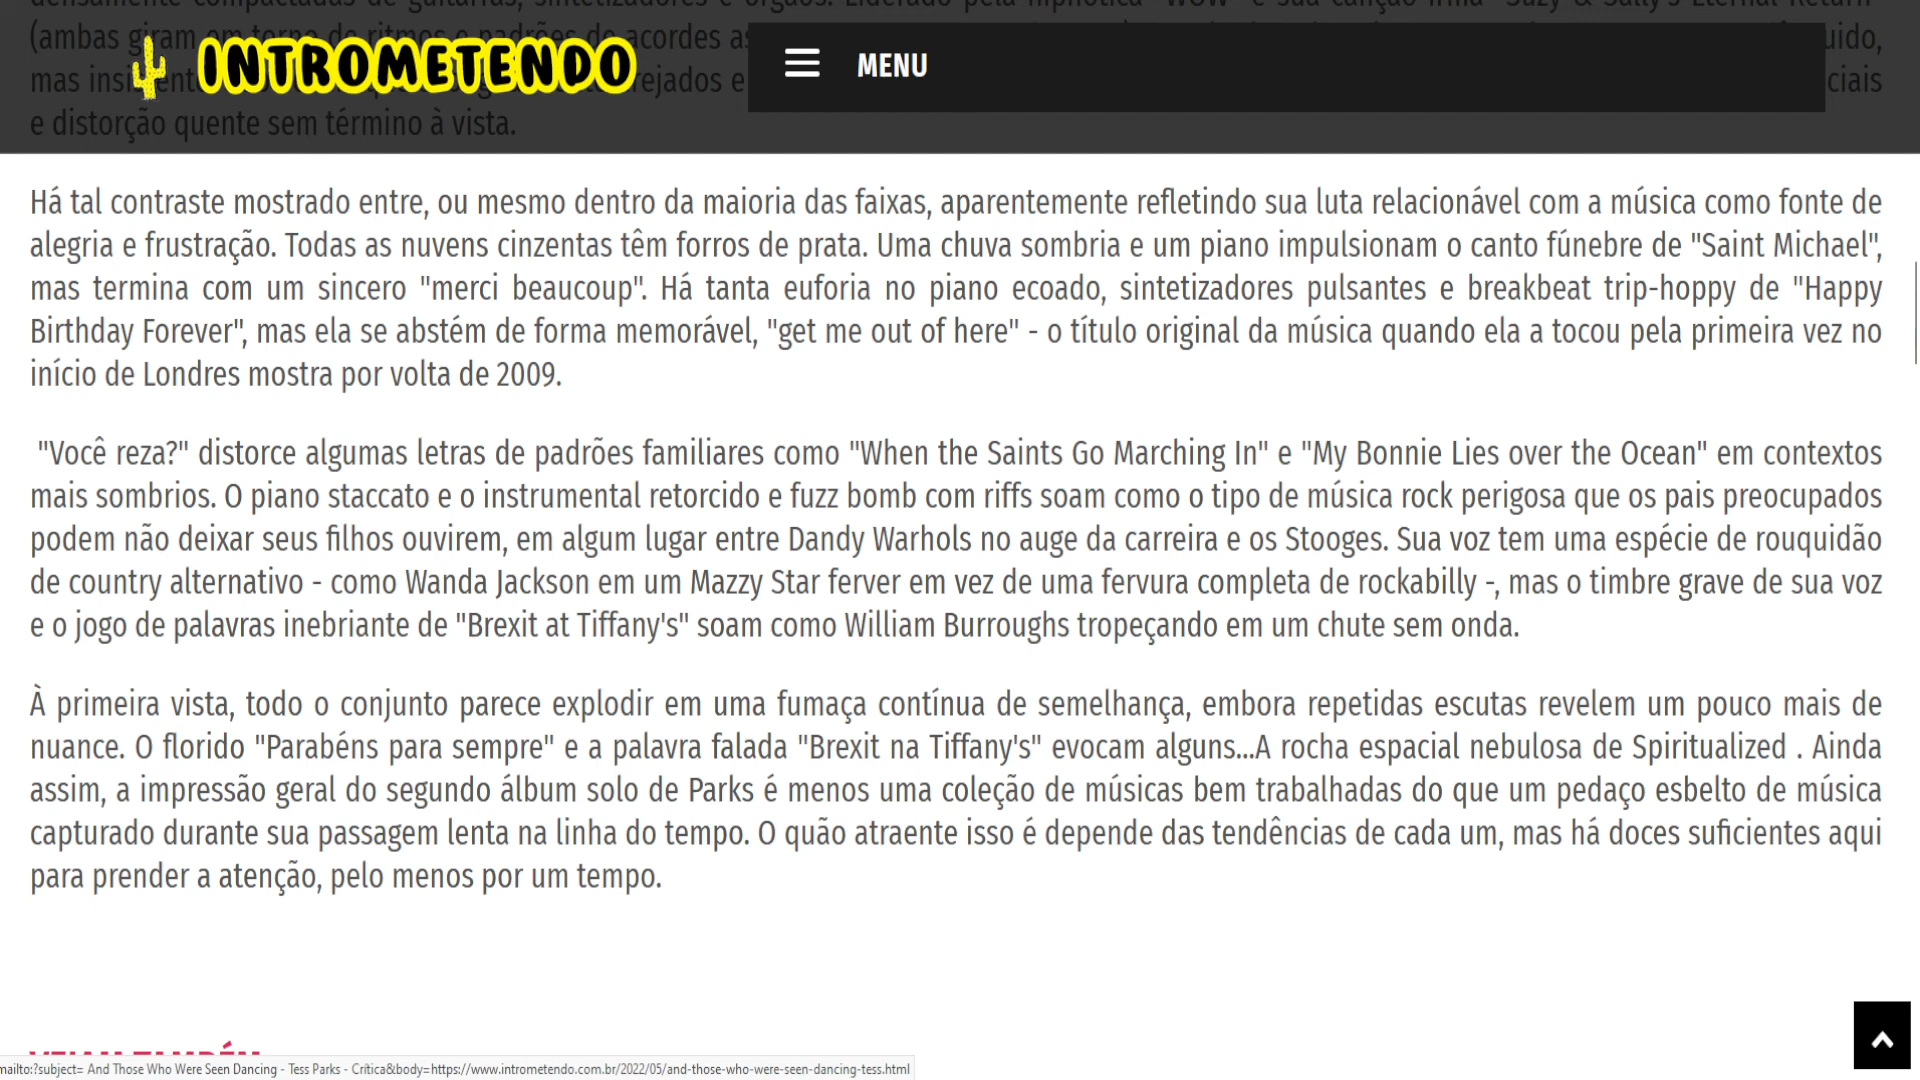 (ambas giram em torno de ritmos e padrões de acordes as
uido,
INTROMETENDO
MENU
mas
rejados e
ciais
e distorção quente sem término à vista.
Há tal contraste mostrado entre, ou mesmo dentro da maioria das faixas, aparentemente refletindo sua luta relacionável com a música como fonte de
alegria e frustração. Todas as nuvens cinzentas têm forros de prata. Uma chuva sombria e um piano impulsionam o canto fúnebre de "Saint Michael",
mas termina com um sincero "merci beaucoup". Há tanta euforia no piano ecoado, sintetizadores pulsantes e breakbeat trip-hoppy de "Happy
Birthday Forever", mas ela se abstém de forma memorável, "get me out of here" - o título original da música quando ela a tocou pela primeira vez no
início de Londres mostra por volta de 2009.
"Você reza?" distorce algumas letras de padrões familiares como "When the Saints Go Marching In" e "My Bonnie Lies over the Ocean" em contextos
mais sombrios. O piano staccato e o instrumental retorcido e fuzz bomb com riffs soam como o tipo de música rock perigosa que os pais preocupados
podem não deixar seus filhos ouvirem, em algum lugar entre Dandy Warhols no auge da carreira e os Stooges. Sua voz tem uma espécie de rouquidão
de country alternativo - como Wanda Jackson em um Mazzy Star ferver em vez de uma fervura completa de rockabilly -, mas o timbre grave de sua voz
e o jogo de palavras inebriante de "Brexit at Tiffany's" soam como William Burroughs tropeçando em um chute sem onda.
À primeira vista, todo o conjunto parece explodir em uma fumaça contínua de semelhança, embora repetidas escutas revelem um pouco mais de
nuance. O florido "Parabéns para sempre" e a palavra falada "Brexit na Tiffany's" evocam alguns...A rocha espacial nebulosa de Spiritualized . Ainda
assim, a impressão geral do segundo álbum solo de Parks é menos uma coleção de músicas bem trabalhadas do que um pedaço esbelto de música
capturado durante sua passagem lenta na linha do tempo. O quão atraente isso é depende das tendências de cada um, mas há doces suficientes aqui
para prender a atenção, pelo menos por um tempo.
mailto:?subject= And Those Who Were Seen Dancing - Tess Parks - Crítica&body=https://www.intrometendo.com.br/2022/05/and-those-who-were-seen-dancing-tess.html